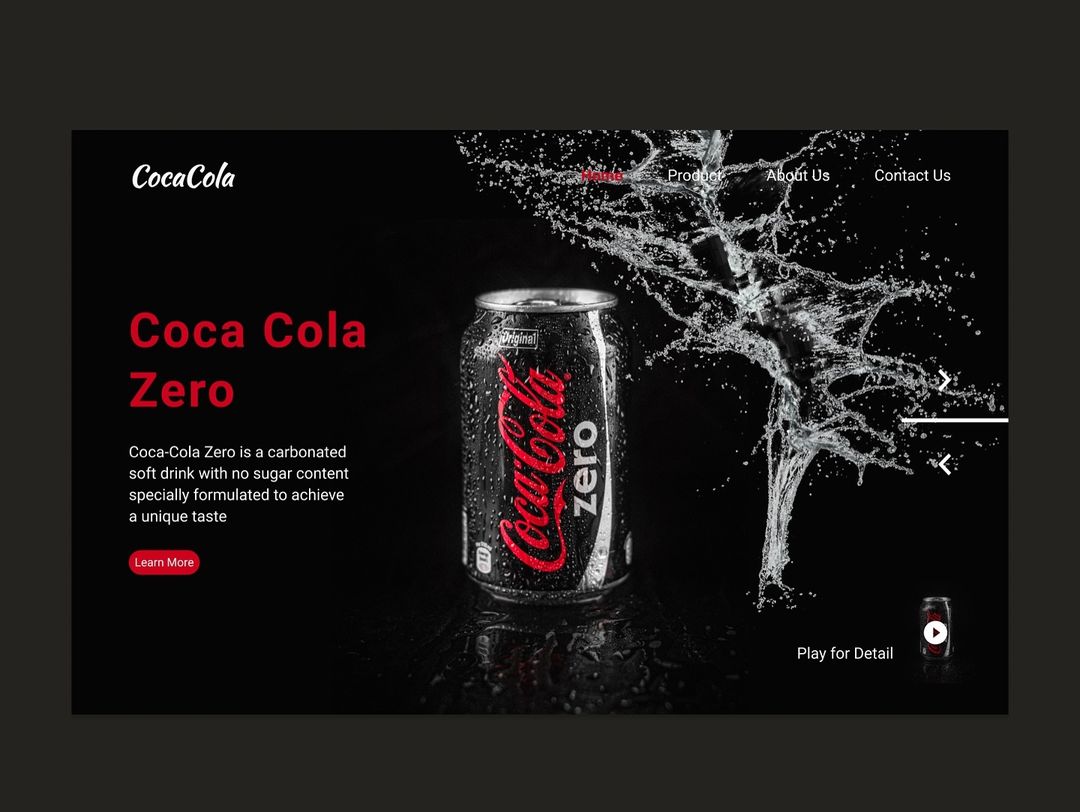 CocaCola
Home Product About Us Contact Us
Coca Cola
Zero
Coca-Cola Zero is a carbonated
soft drink with no sugar content
specially formulated to achieve
a unique taste
Learn More
Original
Coca-Cola
zero
Play for Detail